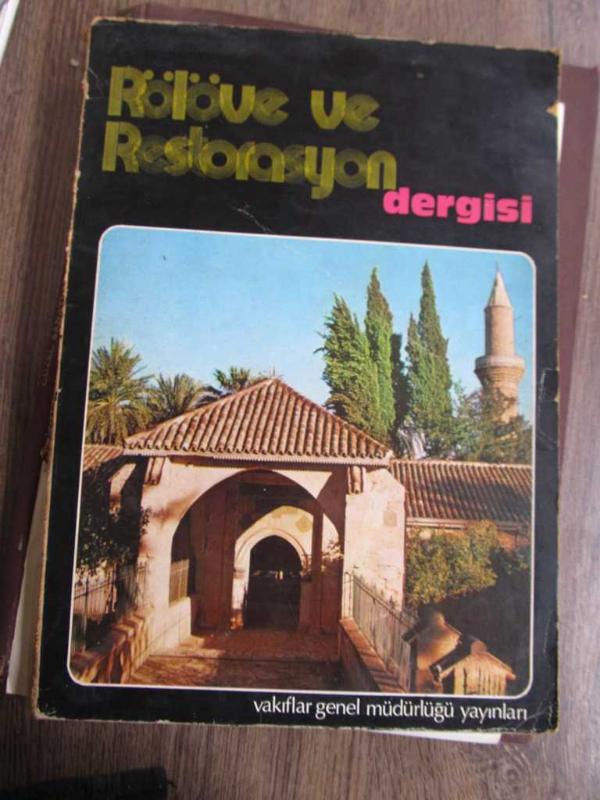 Rölöve ve
Restorasyon
dergisi
vakıflar genel müdürlüğü yayınları